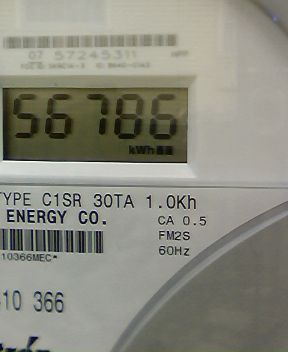 07 57245311
56786
kWh
TYPE C1SR 30TA 1.0Kh
ENERGY CO.
CA 0.5
FM2S
60Hz
10366MEC*
10 366